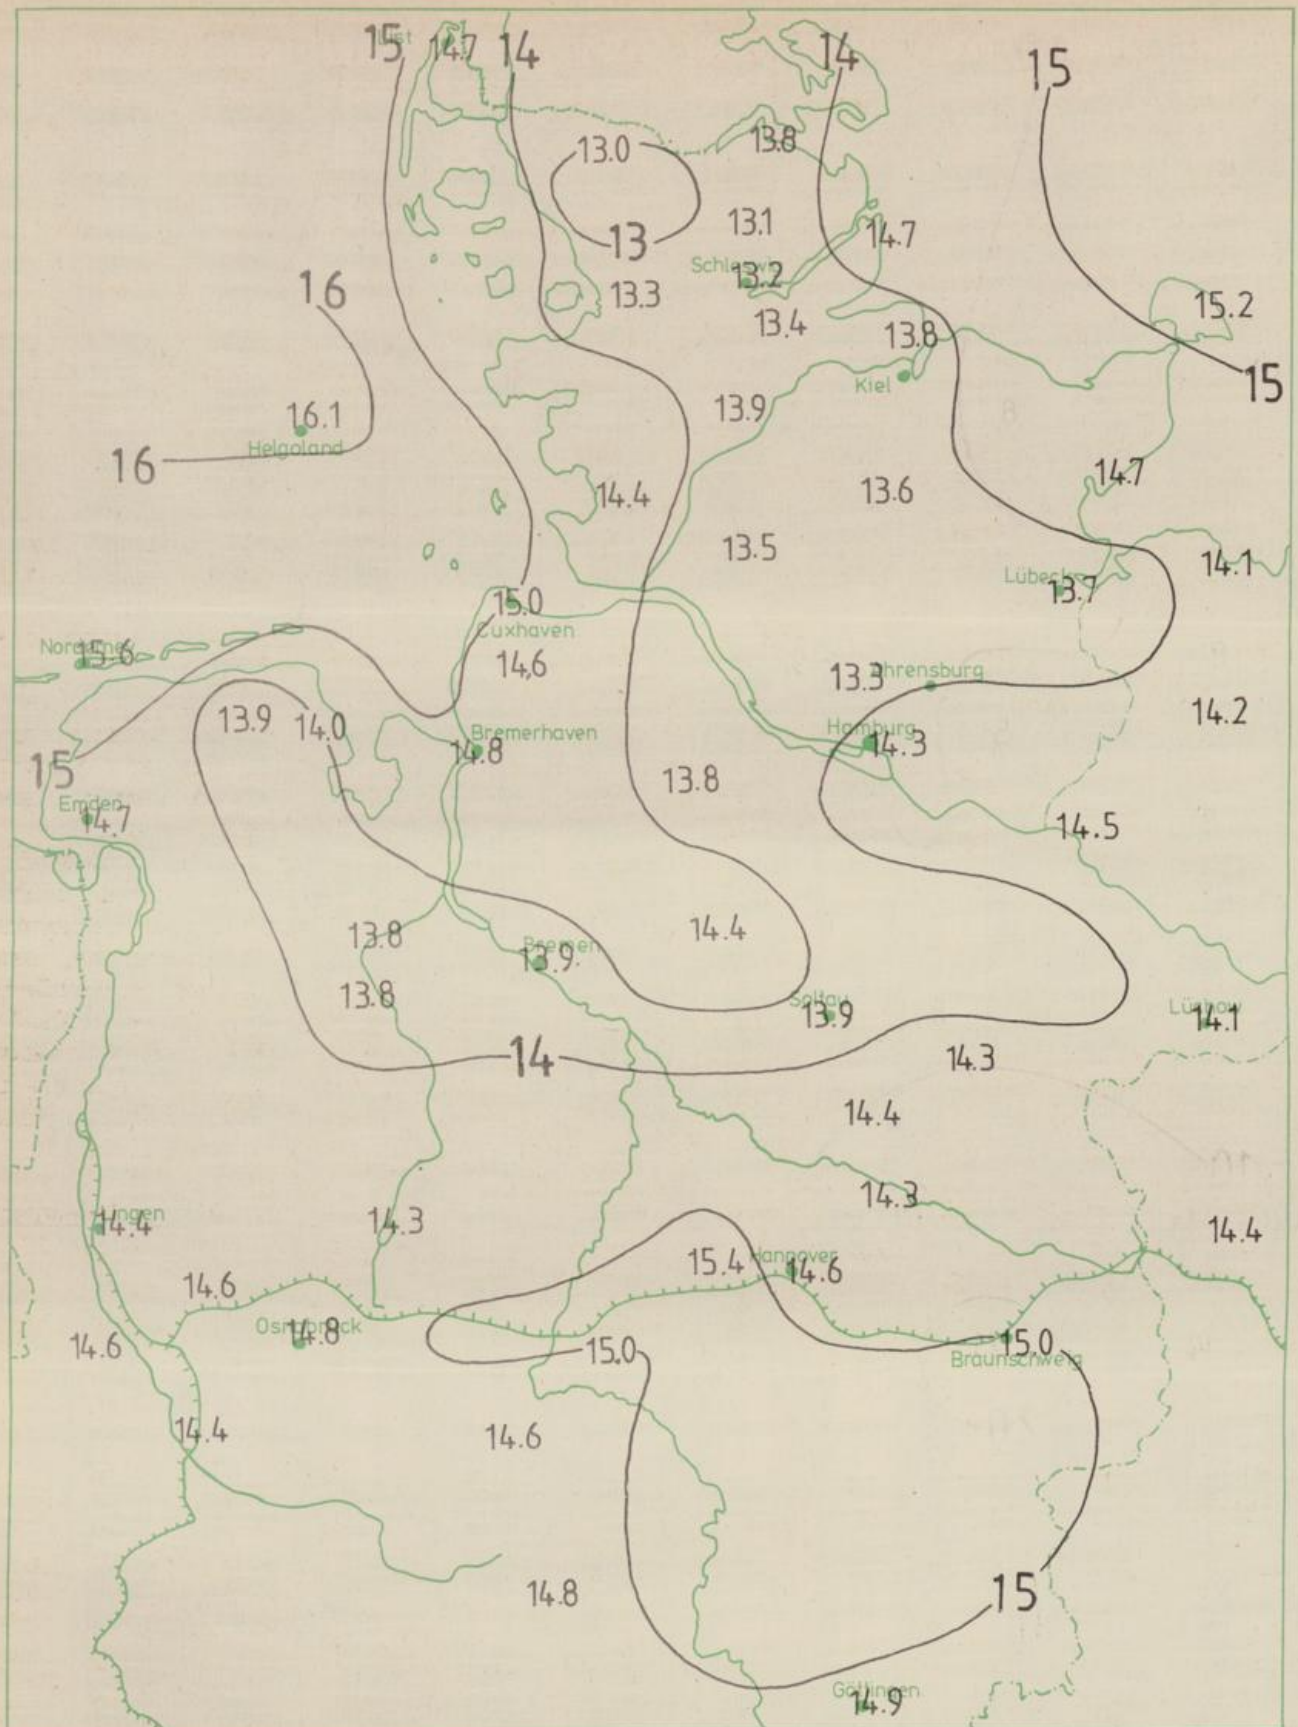 15 List 14.7 14 14 15
13.0 13.8
13.1 14.7
13
Schleswig
13.2
16 13.3 15.2
13.4 13.8
Kiel 15
16.1 13.9
Helgoland
16 14.7
14.4 13.6
13.5 14.1
Lübeck
13.7
15.0
Cuxhaven
Norderney
15.6 14,6
13.3 Ahrensburg
13.9 14.0 14.2
Bremerhaven Hamburg
14.8 14.3
15 13.8
Emden
14.7 14.5
13.8 14.4
Bremen
13.9
13.8 Soltau Lüchow
13.9 14.1
14 14.3
14.4
14.3
Lingen
14.4 14.3 14.4
15.4 Hannover
14.6
14.6
Osnabrück
14.8
14.6 15.0 15.0
Braunschweig
14.4 14.6
14.8 15
Göttingen
14.9